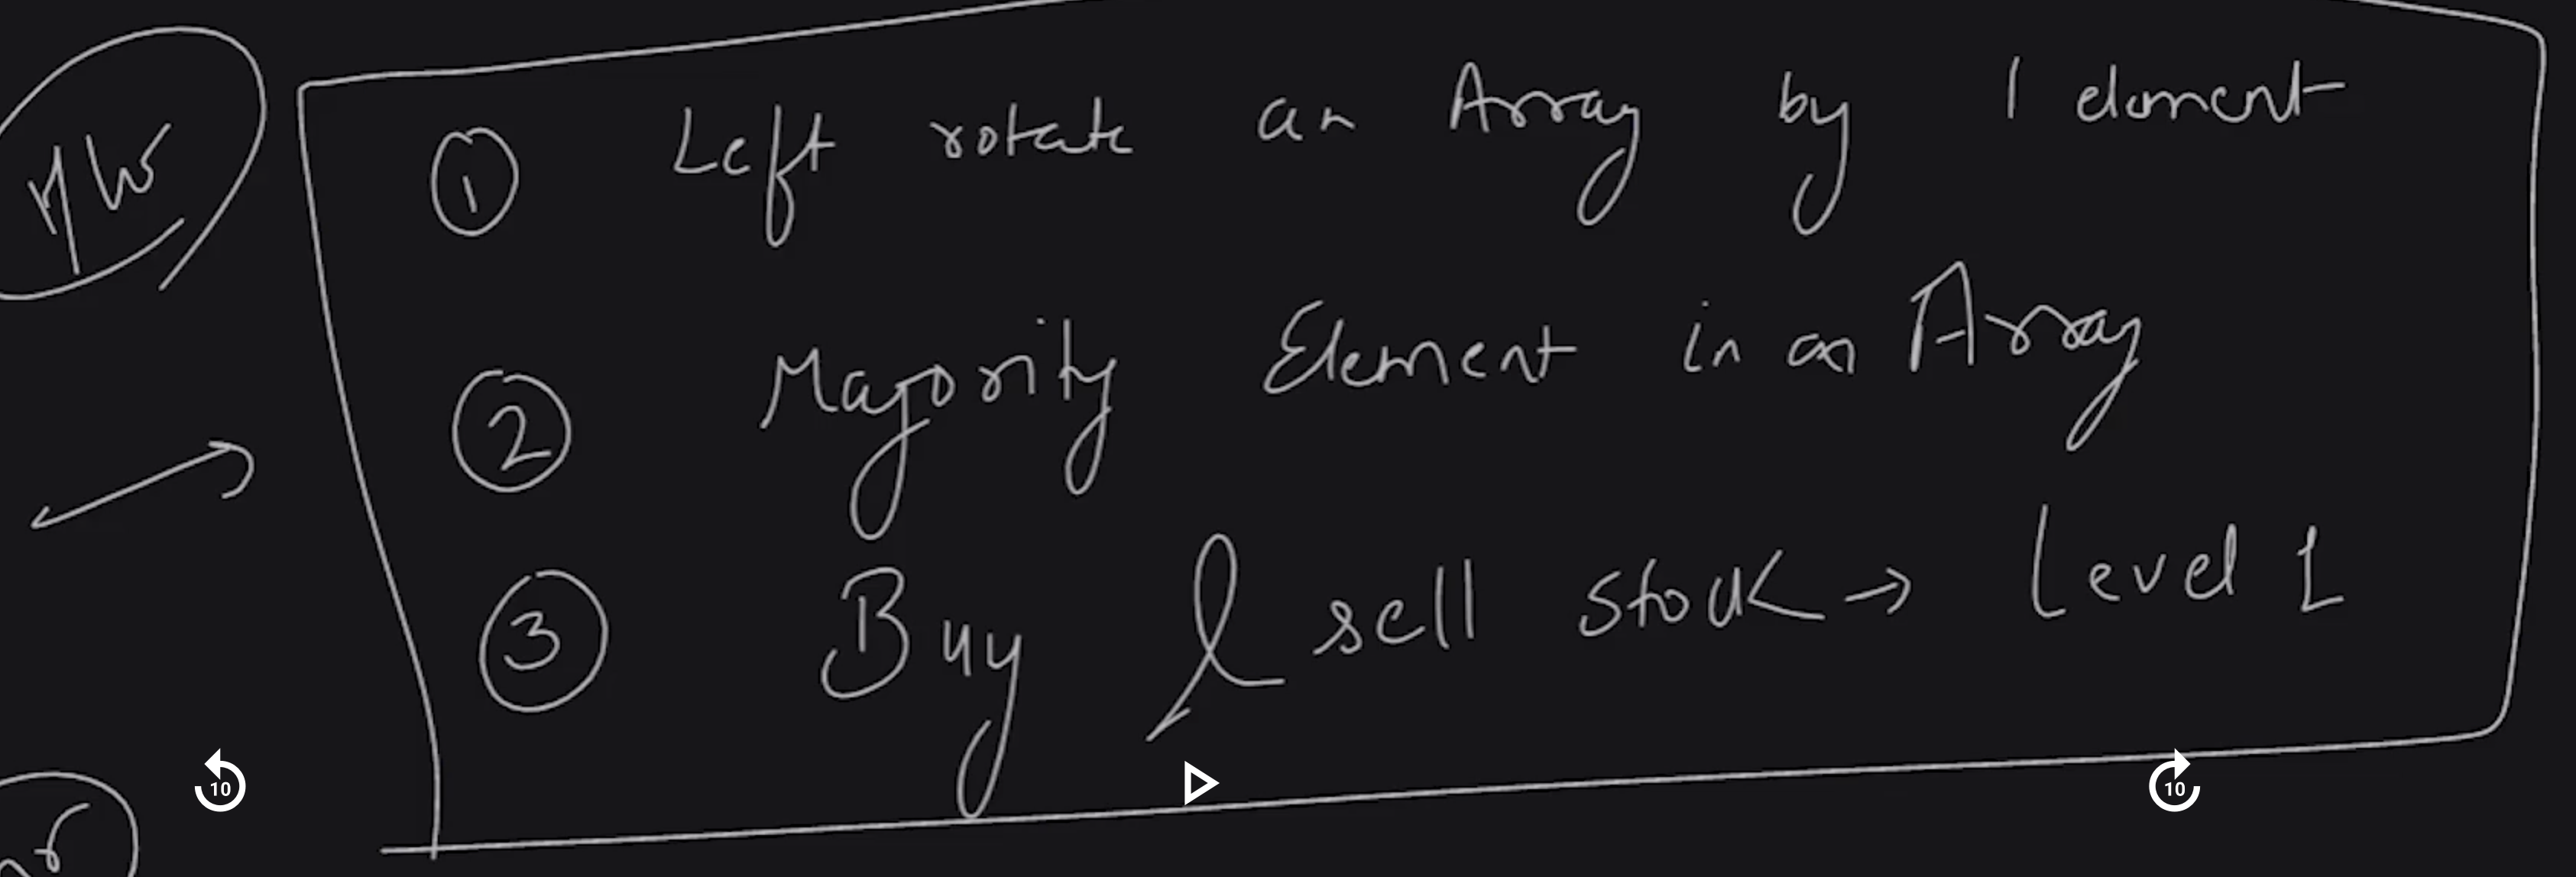 HW
① Left rotate an Array by 1 element
② Majority Element in an Array
③ Buy & sell stock → Level 1
10
10